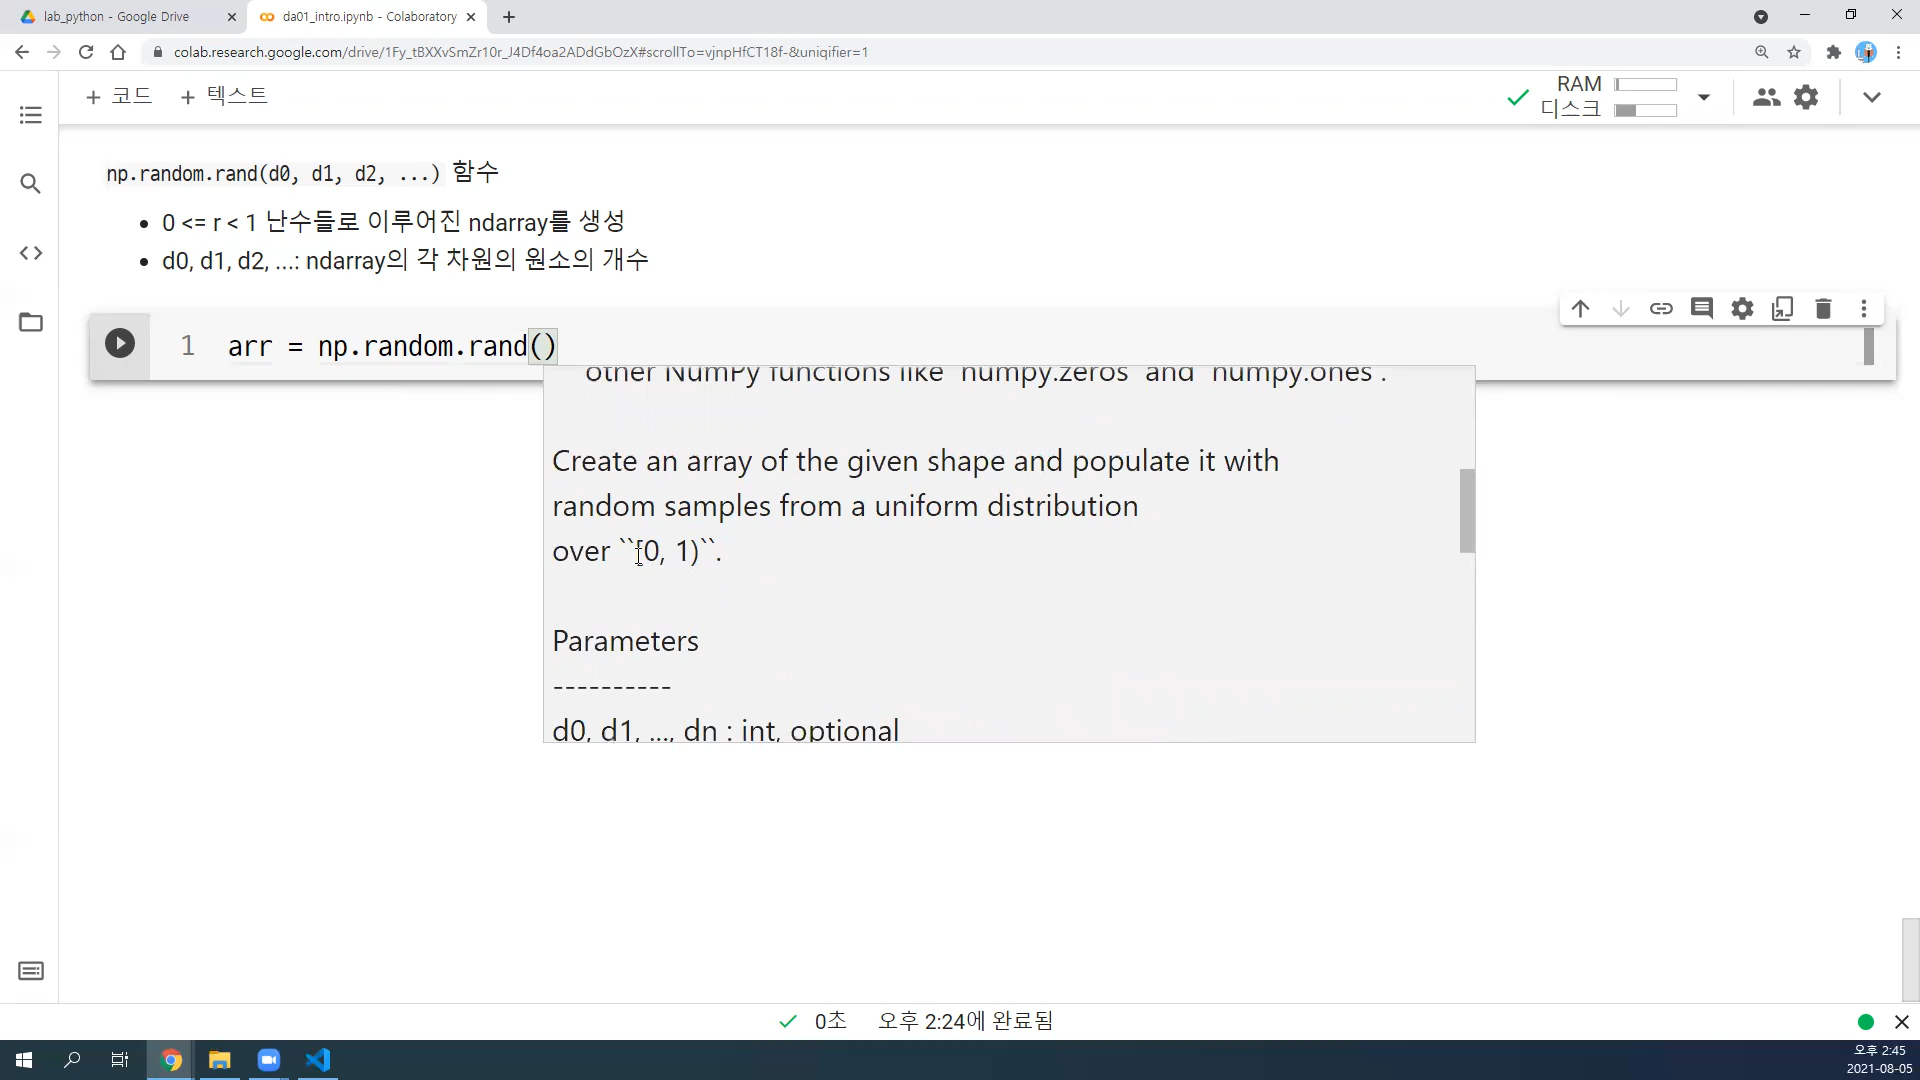 lab_python - Google Drive
da01_intro.ipynb - Colaboratory
colab.research.google.com/drive/1Fy_tBXXvSmZr10r_J4Df4oa2ADdGbOzX#scrollTo=vjnpHfCT18f-&uniqifier=1
+ 코드 + 텍스트
RAM
디스크
np.random.rand(d0, d1, d2, ...) 함수
• 0 <= r < 1 난수들로 이루어진 ndarray를 생성
• d0, d1, d2, ...: ndarray의 각 차원의 원소의 개수
1 arr = np.random.rand()
other NumPy functions like `numpy.zeros` and `numpy.ones`.
Create an array of the given shape and populate it with
random samples from a uniform distribution
over ``[0, 1)``.
Parameters
----------
d0, d1, ..., dn : int, optional
0초 오후 2:24에 완료됨
오후 2:45
2021-08-05